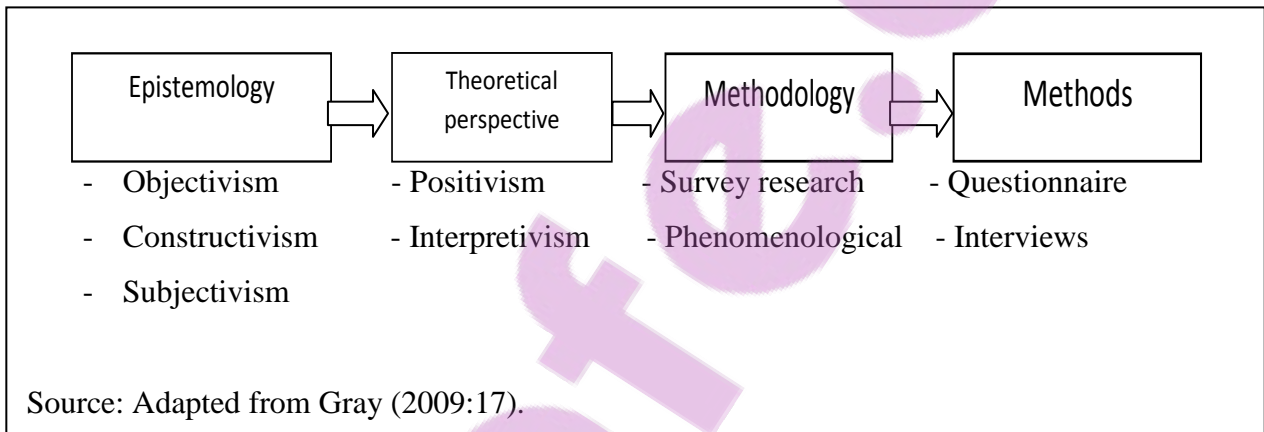 Epistemology
Theoretical
perspective
Methodology
Methods
- Objectivism - Positivism - Survey research - Questionnaire
- Constructivism - Interpretivism - Phenomenological - Interviews
- Subjectivism
Source: Adapted from Gray (2009:17).